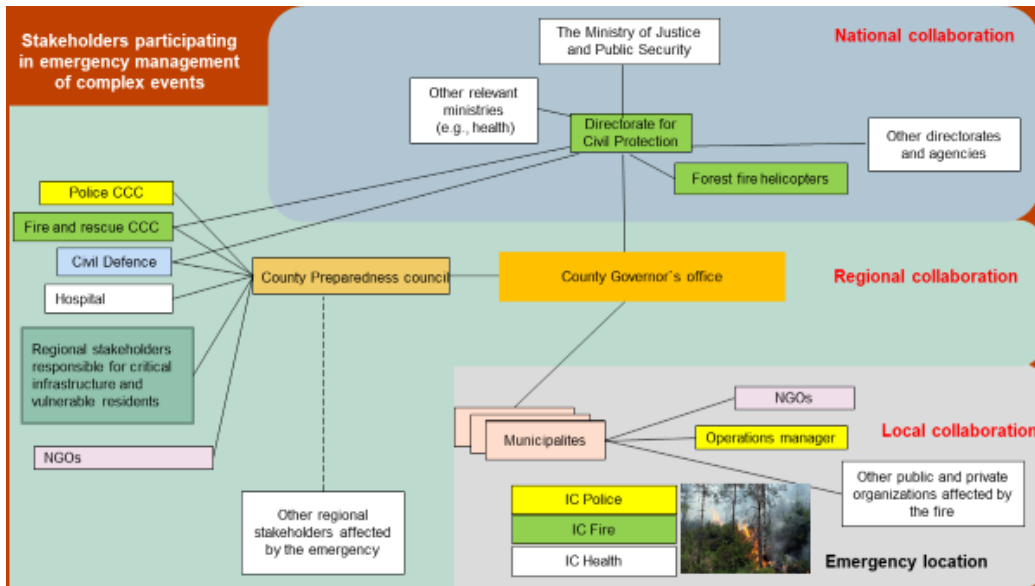 Stakeholders participating
in emergency management
of complex events
The Ministry of Justice
and Public Security
National collaboration
Other relevant
ministries
(e.g., health)
Directorate for
Civil Protection
Other directorates
and agencies
Forest fire helicopters
Police CCC
Fire and rescue CCC
Civil Defence
Hospital
County Preparedness council
County Governor`s office
Regional collaboration
Regional stakeholders
responsible for critical
infrastructure and
vulnerable residents
NGOs
Other regional
stakeholders affected
by the emergency
Municipalites
NGOs
Operations manager
Local collaboration
Other public and private
organizations affected by
the fire
IC Police
IC Fire
IC Health
Emergency location